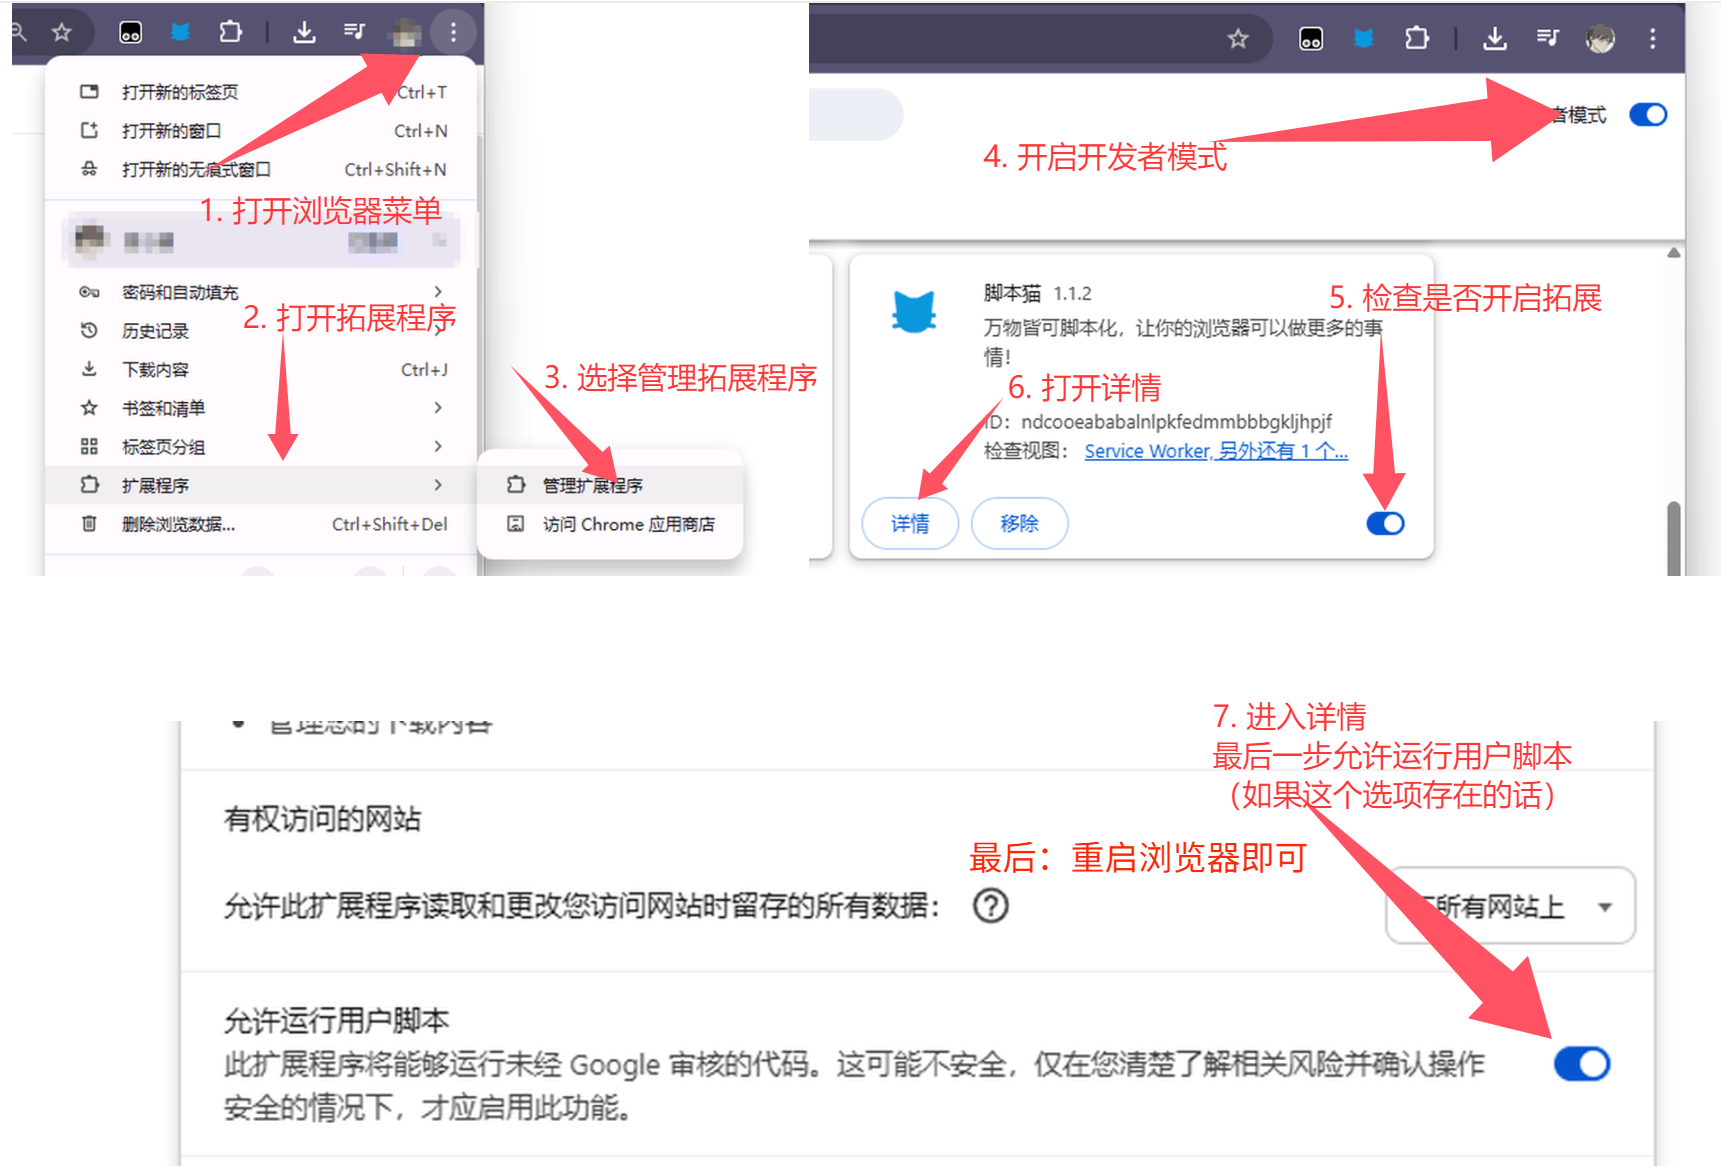 打开新的标签页 Ctrl+T
打开新的窗口 Ctrl+N
打开新的无痕式窗口 Ctrl+Shift+N
1. 打开浏览器菜单
密码和自动填充
2. 打开拓展程序
历史记录
下载内容 Ctrl+J
书签和清单
标签页分组
扩展程序
删除浏览数据... Ctrl+Shift+Del
3. 选择管理拓展程序
管理扩展程序
访问 Chrome 应用商店
者模式
4. 开启开发者模式
脚本猫 1.1.2
万物皆可脚本化，让你的浏览器可以做更多的事
情！
5. 检查是否开启拓展
6. 打开详情
ID： ndcooeababalnlpkfedmmbbbgkljhpjf
检查视图： Service Worker, 另外还有 1 个...
详情
移除
管理您的下载内容
7. 进入详情
最后一步允许运行用户脚本
（如果这个选项存在的话）
有权访问的网站
最后：重启浏览器即可
允许此扩展程序读取和更改您访问网站时留存的所有数据：
所有网站上
允许运行用户脚本
此扩展程序将能够运行未经 Google 审核的代码。这可能不安全，仅在您清楚了解相关风险并确认操作
安全的情况下，才应启用此功能。